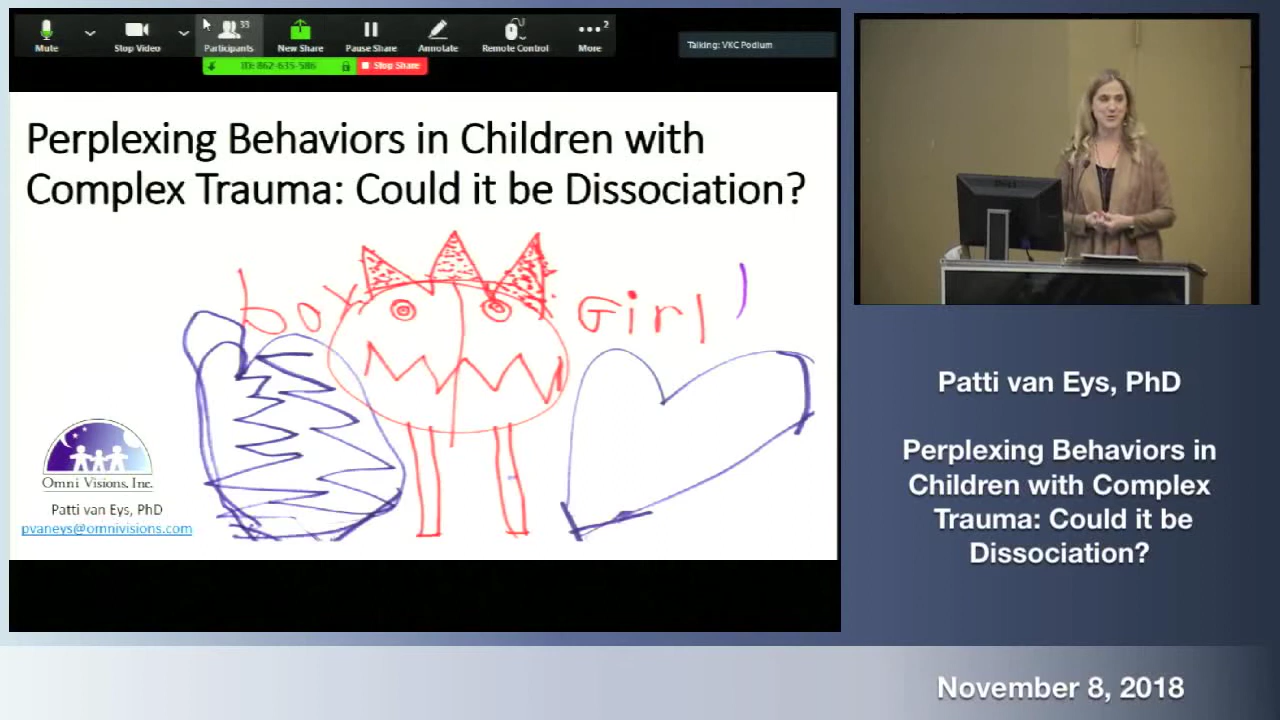 33
2
Mute
Stop Video
Participants
New Share
Pause Share
Annotate
Remote Control
More
Talking: VKC Podium
ID: 862-635-586
Stop Share
Perplexing Behaviors in Children with
Complex Trauma: Could it be Dissociation?
boy
Girl
Omni Visions, Inc.
Patti van Eys, PhD
pvaneys@omnivisions.com
Patti van Eys, PhD
Perplexing Behaviors in
Children with Complex
Trauma: Could it be
Dissociation?
November 8, 2018